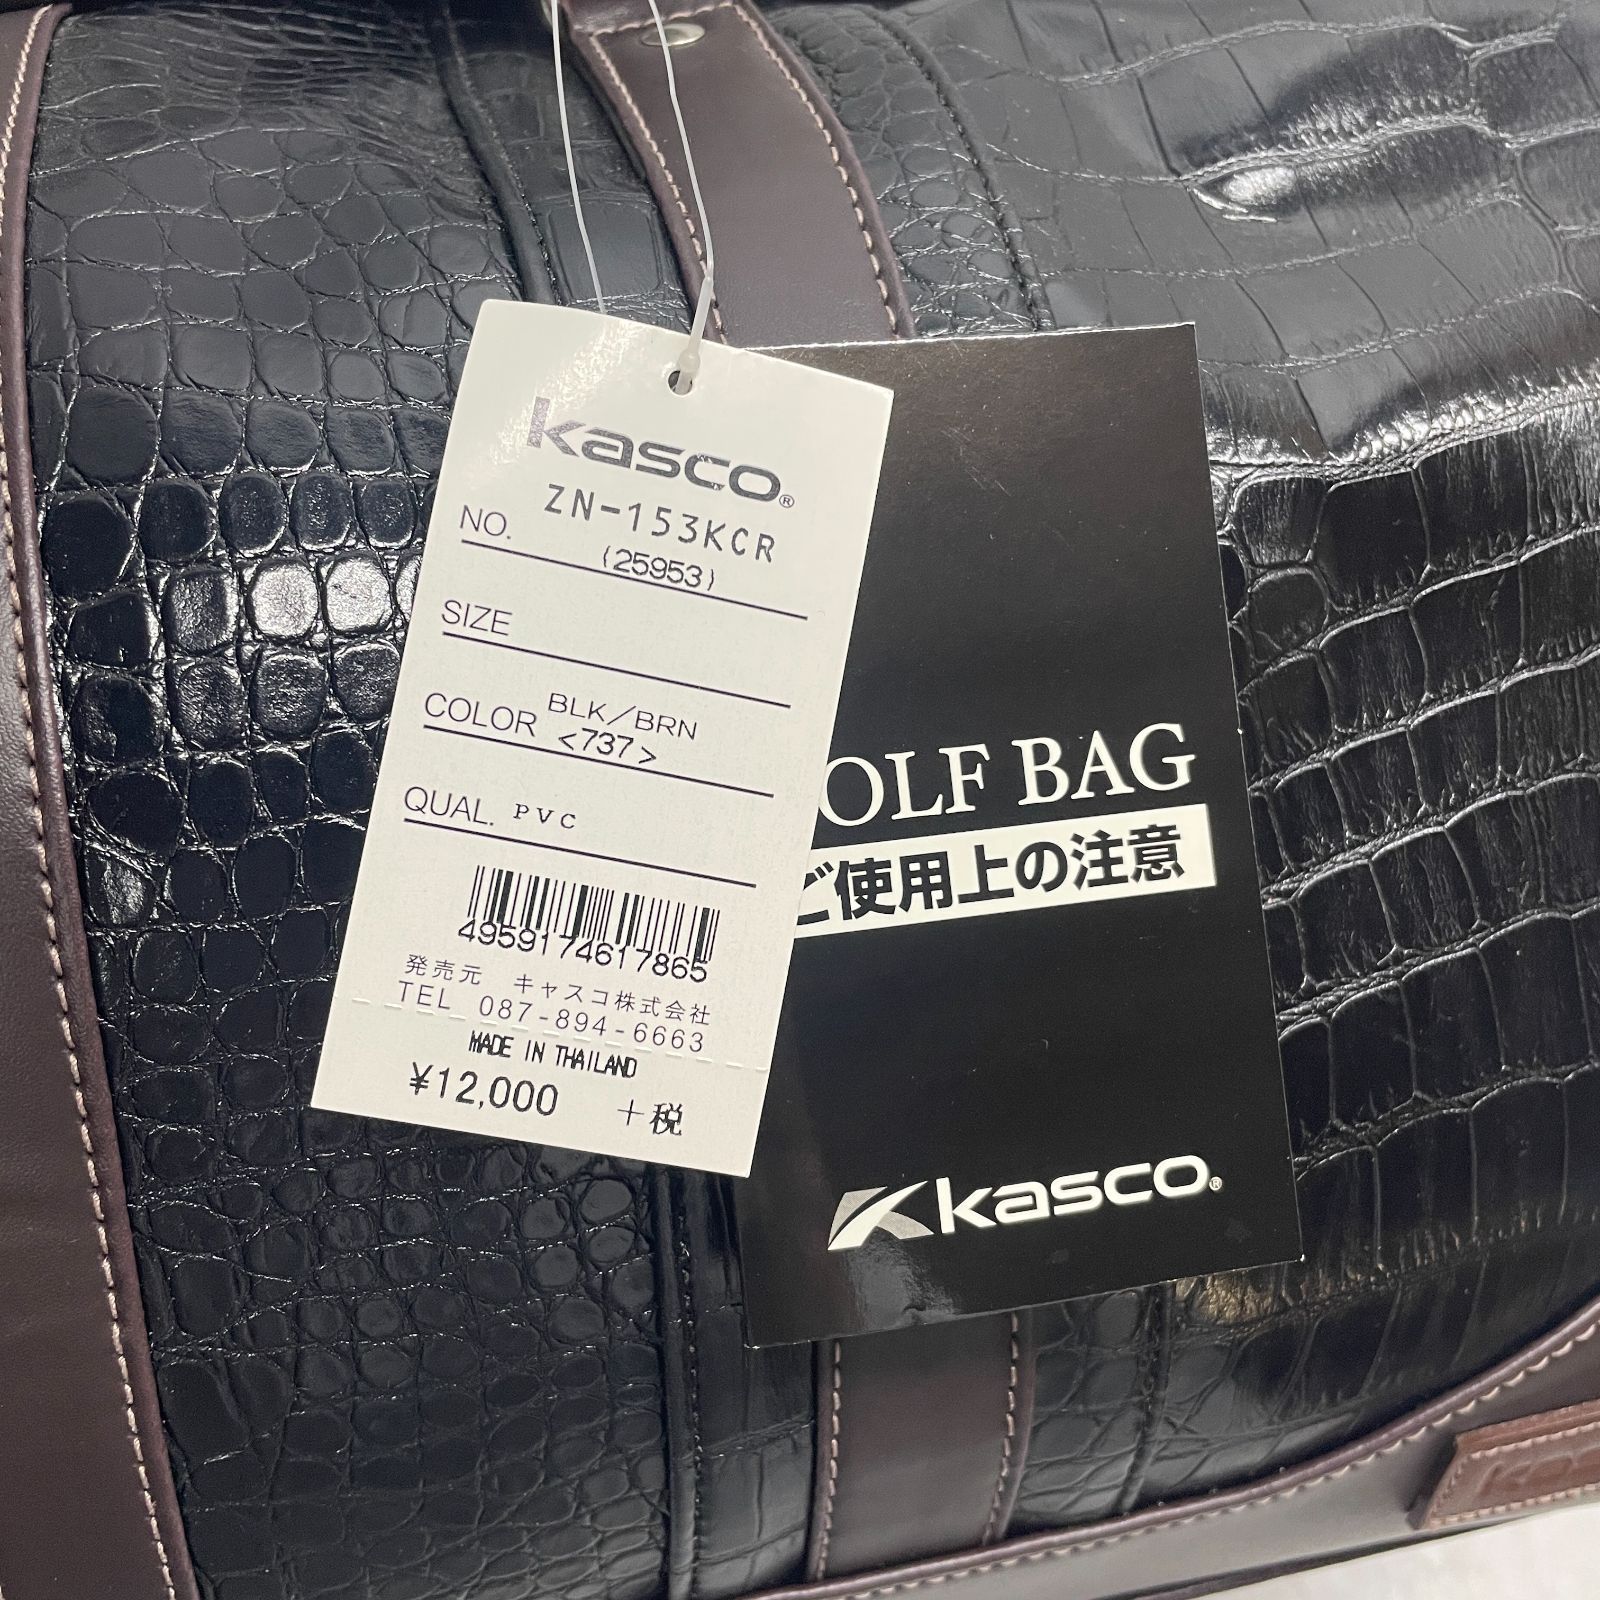 kasco®
NO. ZN-153KCR
(25953)
SIZE
COLOR BLK/BRN
<737>
QUAL. PVC
4959174617865
発売元 キャスコ株式会社
TEL 087-894-6663
MADE IN THAILAND
¥12,000 +税
OLF BAG
ご使用上の注意
kasco®